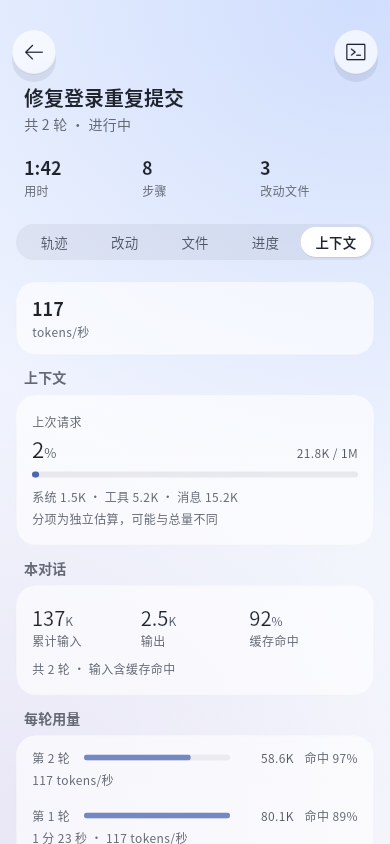 修复登录重复提交
共 2 轮 · 进行中
1:42 8 3
用时 步骤 改动文件
轨迹 改动 文件 进度 上下文
117
tokens/秒
上下文
上次请求
2% 21.8K / 1M
系统 1.5K · 工具 5.2K · 消息 15.2K
分项为独立估算，可能与总量不同
本对话
137K 2.5K 92%
累计输入 输出 缓存命中
共 2 轮 · 输入含缓存命中
每轮用量
第 2 轮 58.6K 命中 97%
117 tokens/秒
第 1 轮 80.1K 命中 89%
1 分 23 秒 · 117 tokens/秒